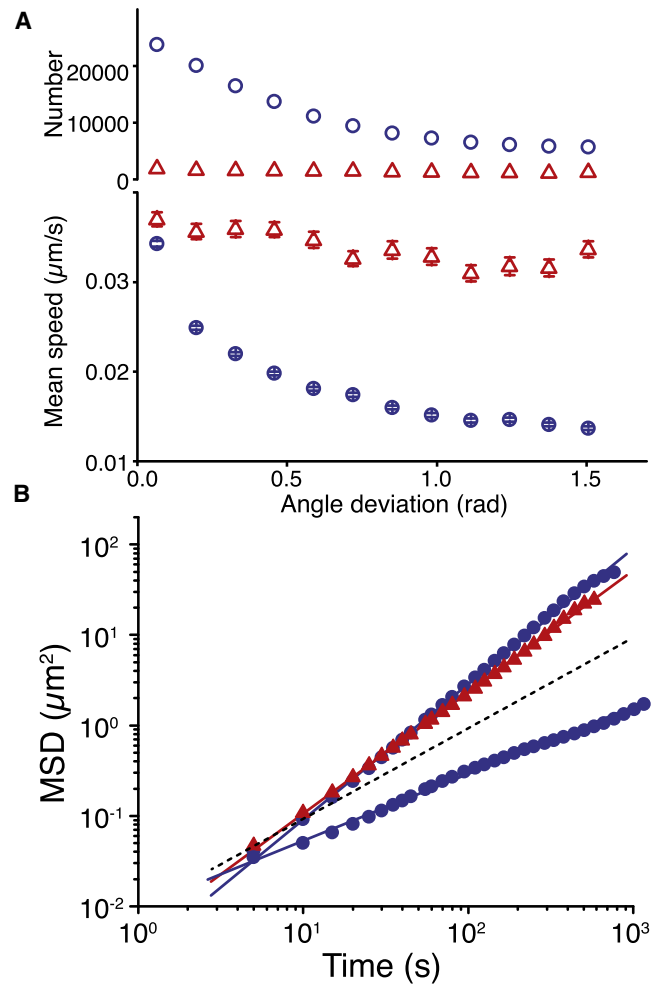 A
Number
20000
10000
0
Mean speed (µm/s)
0.03
0.02
0.01
0.0 0.5 1.0 1.5
Angle deviation (rad)
B
MSD (µm²)
10²
10¹
10⁰
10⁻¹
10⁻²
10⁰ 10¹ 10² 10³
Time (s)